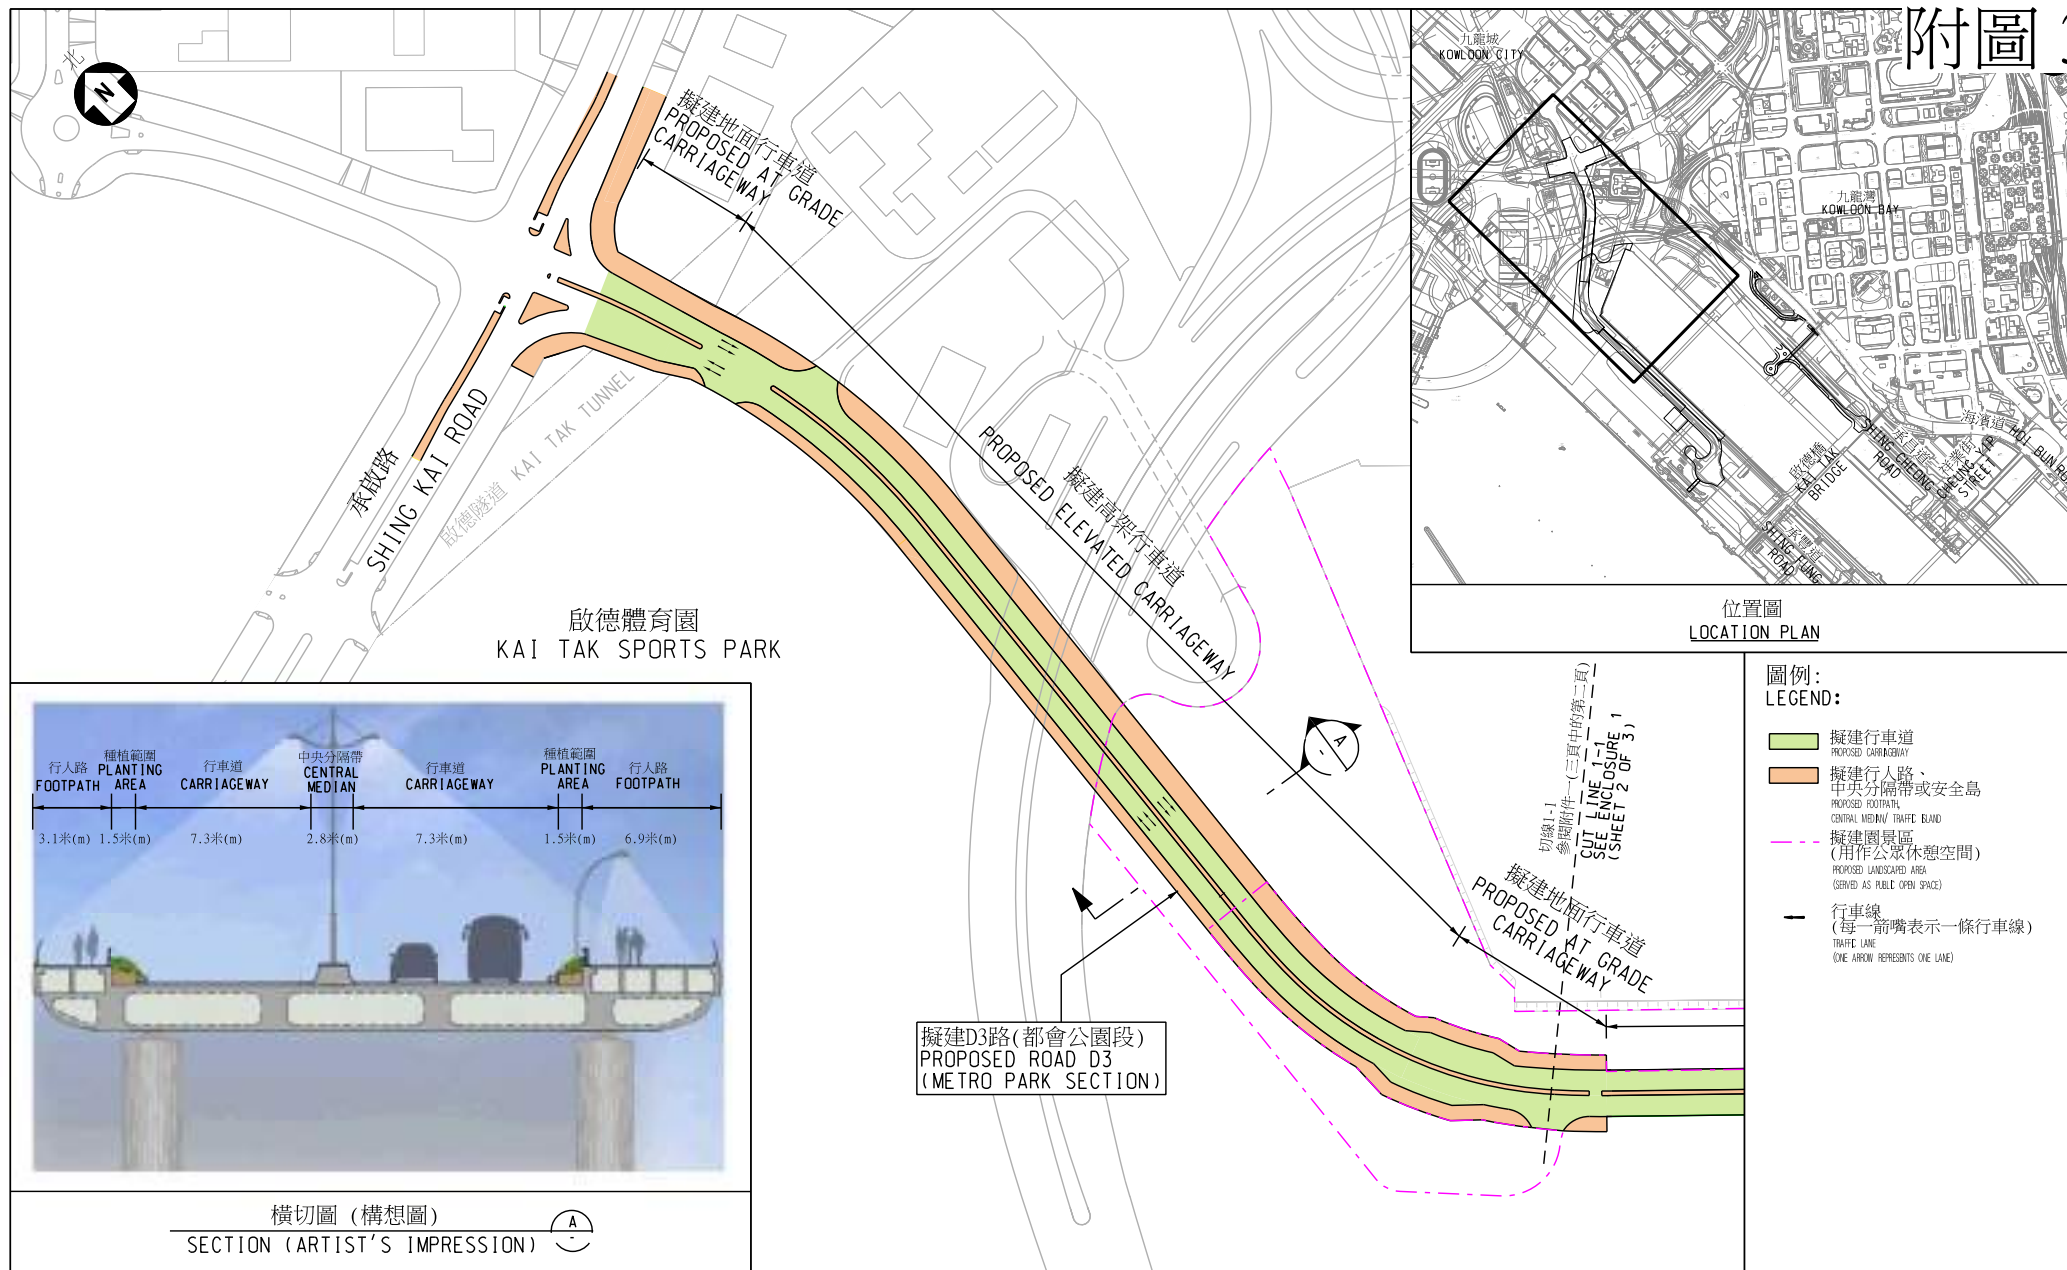 附圖
北
N
擬建地面行車道
PROPOSED AT GRADE
CARRIAGEWAY
承啟路
SHING KAI ROAD
啟德隧道 KAI TAK TUNNEL
啟德體育園
KAI TAK SPORTS PARK
擬建高架行車道
PROPOSED ELEVATED CARRIAGEWAY
A
-
切線1-1
參閱附件一(三頁中的第二頁)
CUT LINE 1-1
SEE ENCLOSURE 1
(SHEET 2 OF 3)
擬建地面行車道
PROPOSED AT GRADE
CARRIAGEWAY
擬建D3路(都會公園段)
PROPOSED ROAD D3
(METRO PARK SECTION)
九龍城
KOWLOON CITY
九龍灣
KOWLOON BAY
海濱道 HOI BUN
祥業街
CHEUNG YIP
STREET
承昌道
SHING CHEONG
ROAD
啟德橋
KAI TAK
BRIDGE
承豐道
SHING FUNG
ROAD
位置圖
LOCATION PLAN
圖例:
LEGEND:
擬建行車道
PROPOSED CARRIAGEWAY
擬建行人路、
中央分隔帶或安全島
PROPOSED FOOTPATH,
CENTRAL MEDIAN/ TRAFFIC ISLAND
擬建園景區
(用作公眾休憩空間)
PROPOSED LANDSCAPED AREA
(SERVED AS PUBLIC OPEN SPACE)
行車線
(每一箭嘴表示一條行車線)
TRAFFIC LANE
(ONE ARROW REPRESENTS ONE LANE)
行人路
FOOTPATH
種植範圍
PLANTING
AREA
行車道
CARRIAGEWAY
中央分隔帶
CENTRAL
MEDIAN
行車道
CARRIAGEWAY
種植範圍
PLANTING
AREA
行人路
FOOTPATH
3.1米(m) 1.5米(m) 7.3米(m) 2.8米(m) 7.3米(m) 1.5米(m) 6.9米(m)
橫切圖 (構想圖)
SECTION (ARTIST'S IMPRESSION)
A
-